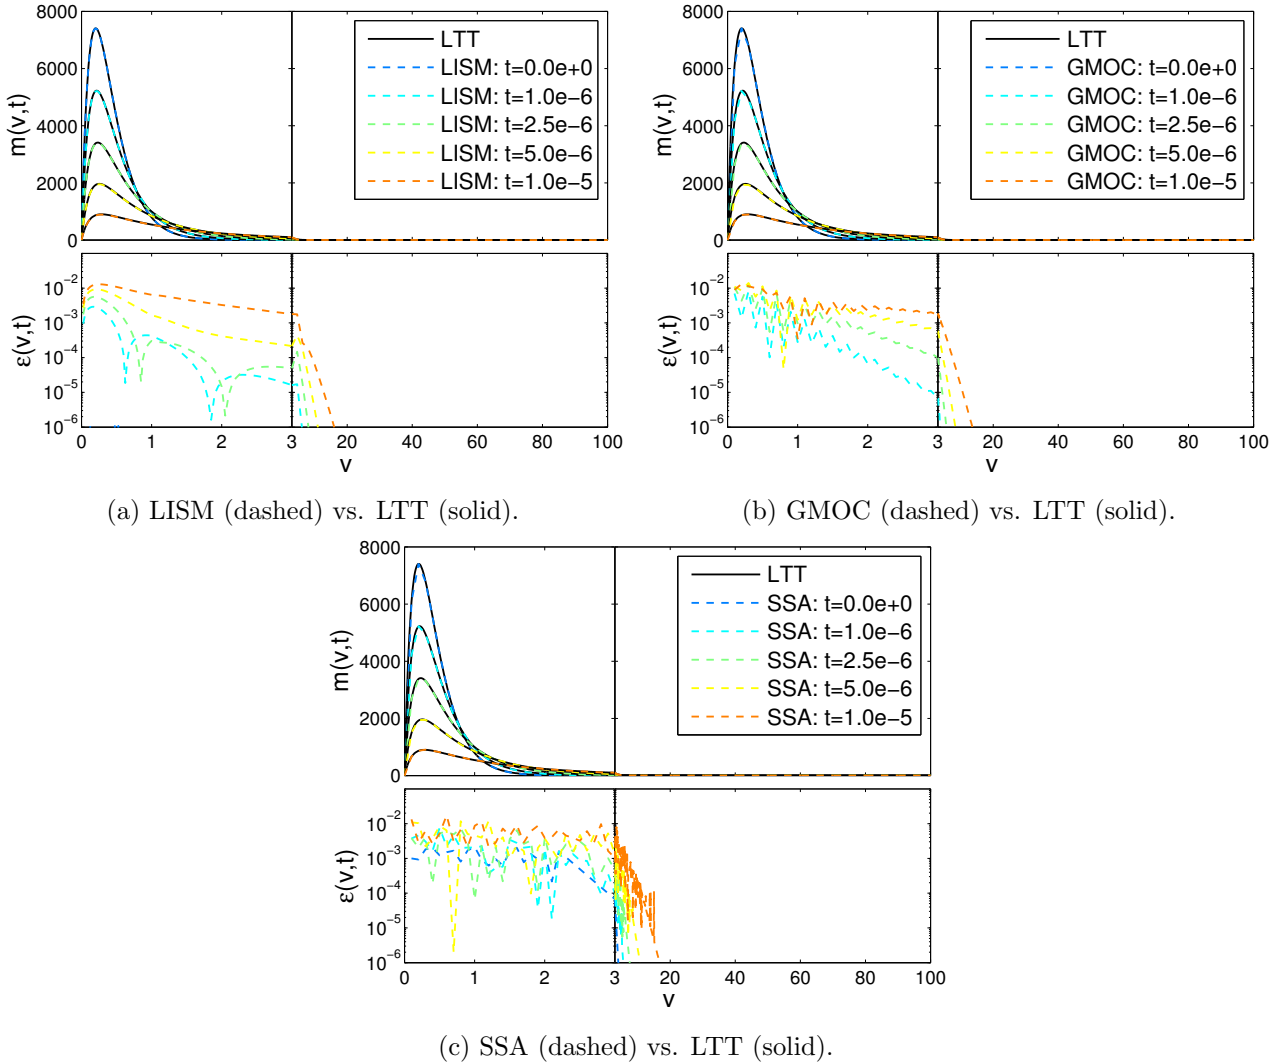 8000
6000
4000
2000
0
m(v,t)
LTT
LISM: t=0.0e+0
LISM: t=1.0e−6
LISM: t=2.5e−6
LISM: t=5.0e−6
LISM: t=1.0e−5
10−2
10−3
10−4
10−5
10−6
ε(v,t)
0 1 2 3 20 40 60 80 100
v
(a) LISM (dashed) vs. LTT (solid).
8000
6000
4000
2000
0
m(v,t)
LTT
GMOC: t=0.0e+0
GMOC: t=1.0e−6
GMOC: t=2.5e−6
GMOC: t=5.0e−6
GMOC: t=1.0e−5
10−2
10−3
10−4
10−5
10−6
ε(v,t)
0 1 2 3 20 40 60 80 100
v
(b) GMOC (dashed) vs. LTT (solid).
8000
6000
4000
2000
0
m(v,t)
LTT
SSA: t=0.0e+0
SSA: t=1.0e−6
SSA: t=2.5e−6
SSA: t=5.0e−6
SSA: t=1.0e−5
10−2
10−3
10−4
10−5
10−6
ε(v,t)
0 1 2 3 20 40 60 80 100
v
(c) SSA (dashed) vs. LTT (solid).